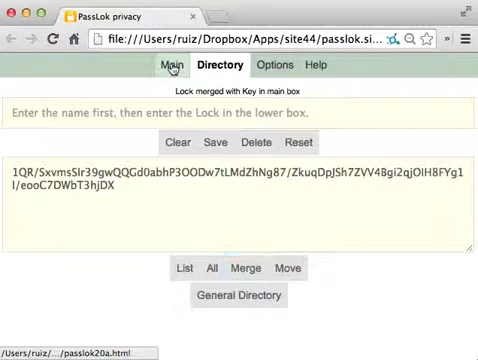 PassLok privacy
file:///Users/ruiz/Dropbox/Apps/site44/passlok.si
Main Directory Options Help
Lock merged with Key in main box
Enter the name first, then enter the Lock in the lower box.
Clear Save Delete Reset
1QR/SxvmsSIr39gwQQGd0abhP3OODw7tLMdZhNg87/ZkuqDpJSh7ZVV4Bgi2qjOIH8FYg1
I/eooC7DWbT3hjDX
List All Merge Move
General Directory
/Users/ruiz/…/passlok20a.html